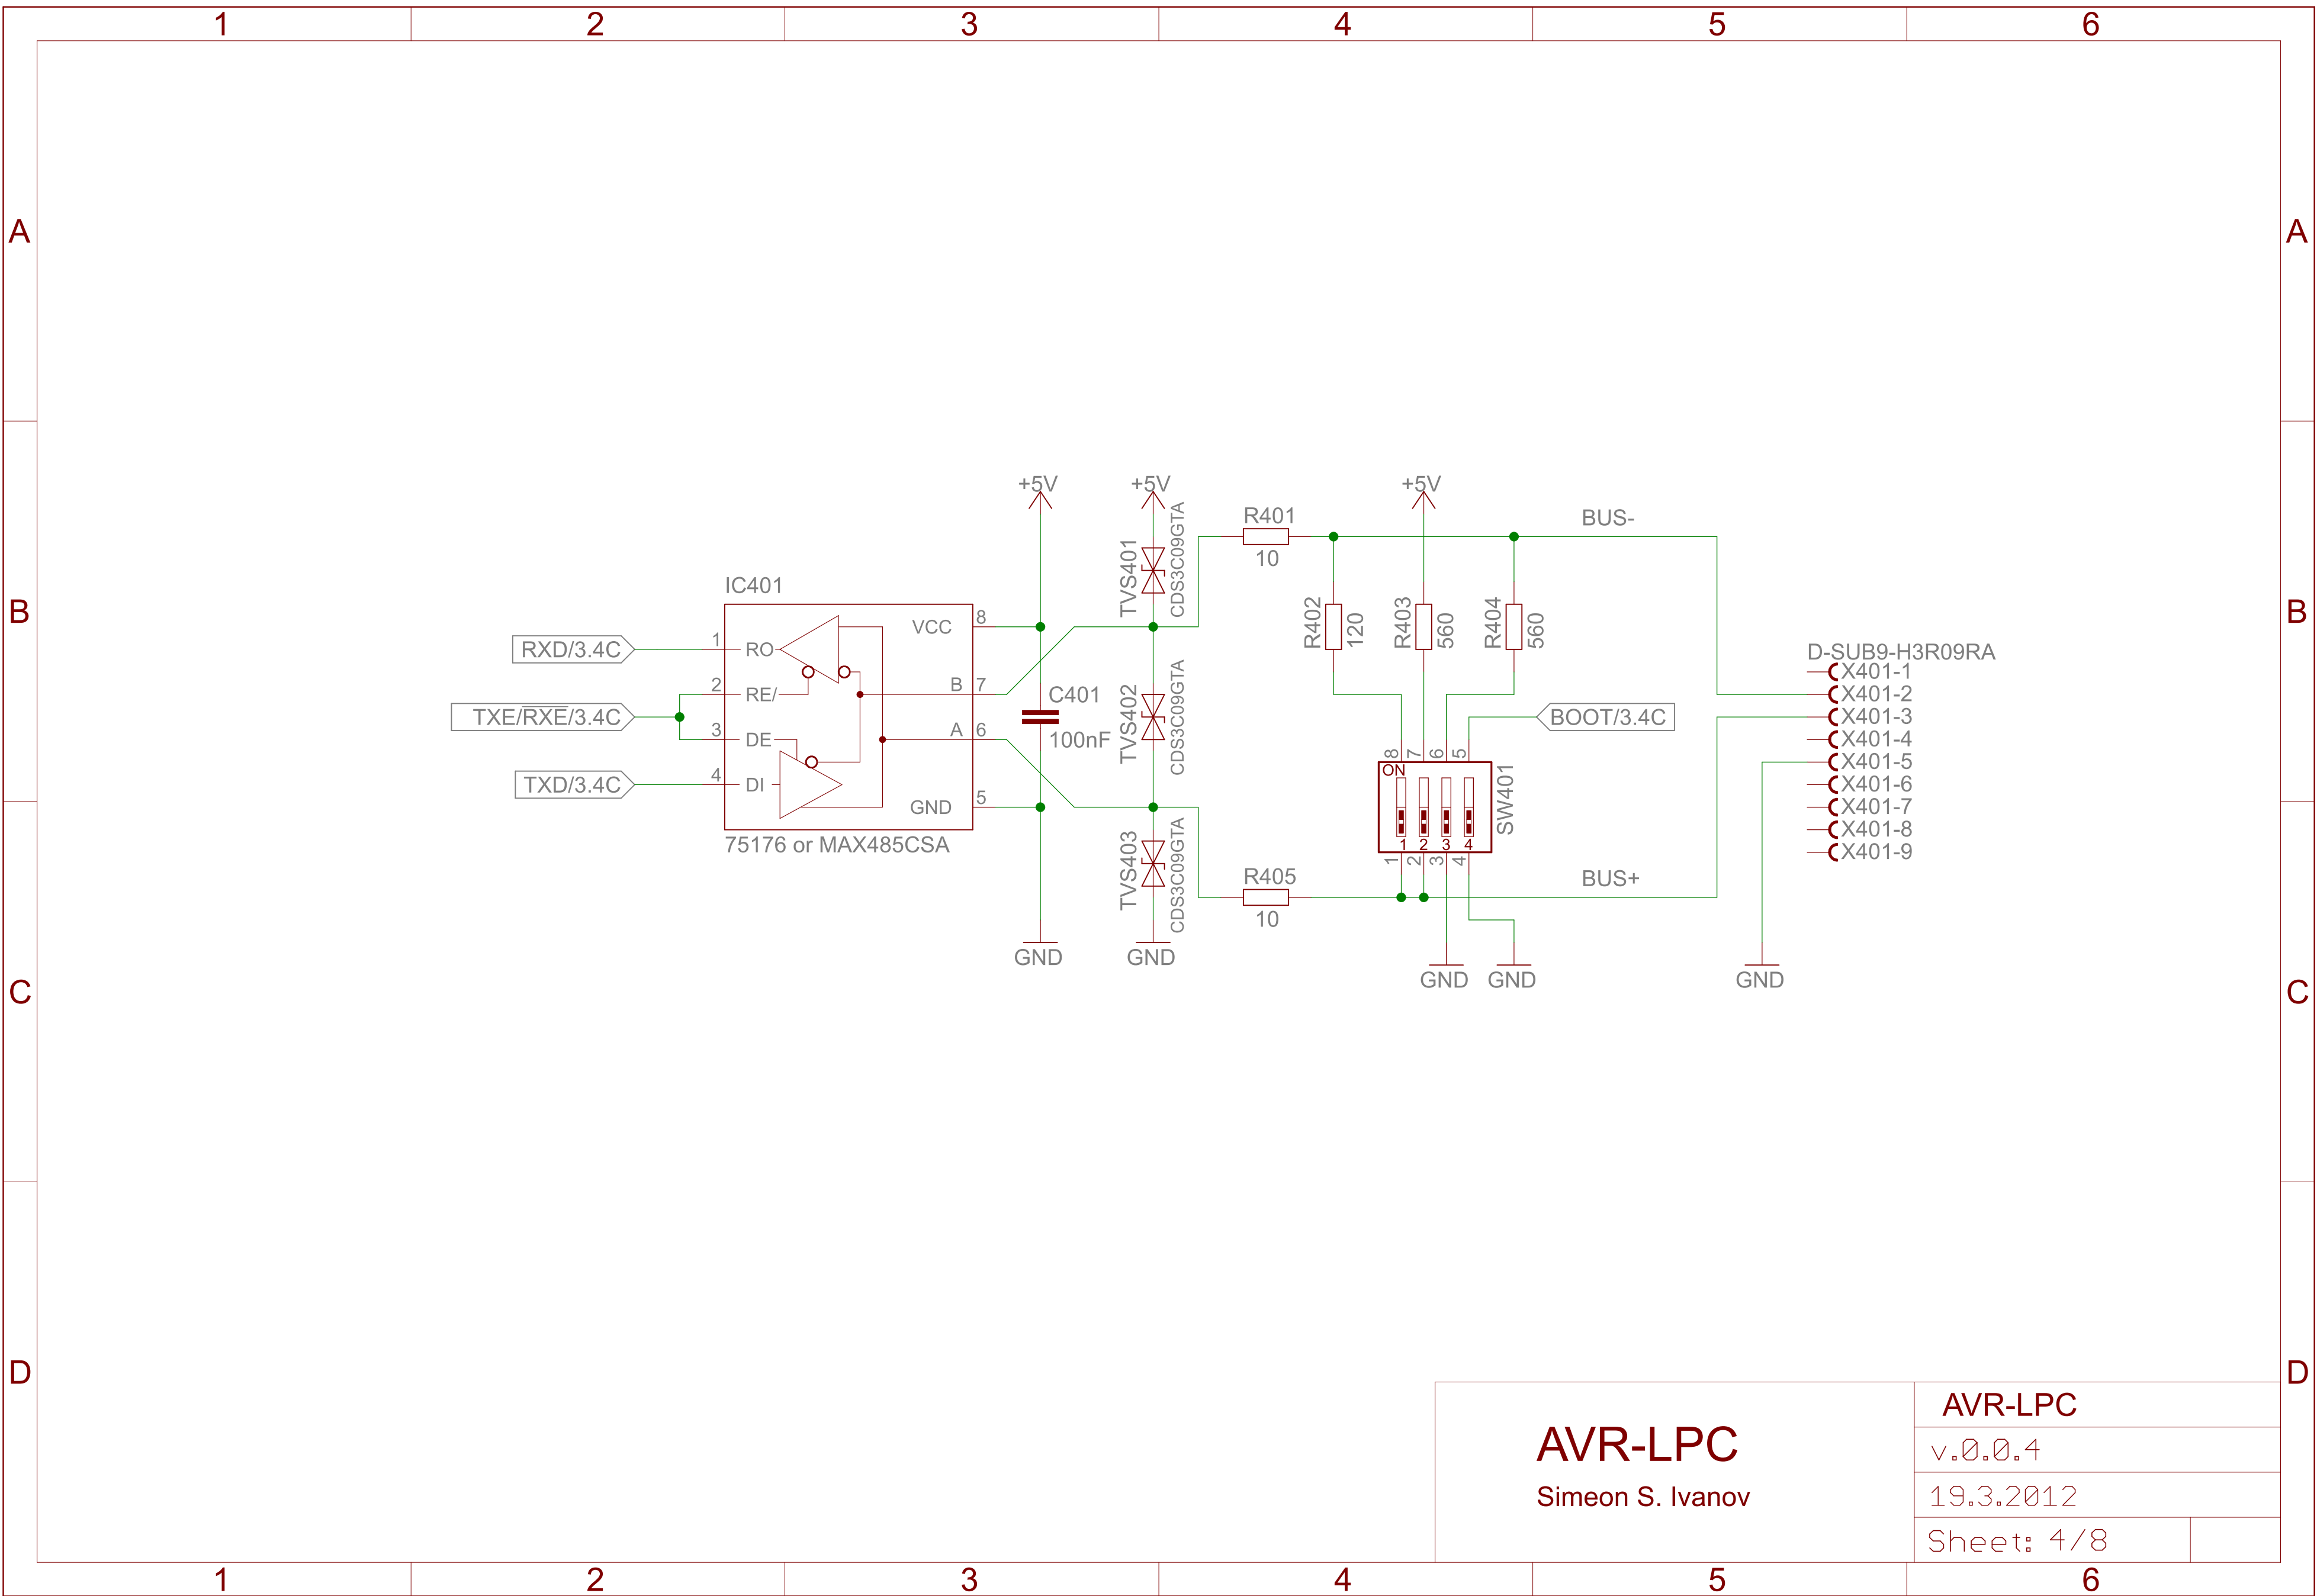 1 2 3 4 5 6
A A
B B
C C
D D
+5V +5V +5V
TVS401
CDS3C09GTA
R401
10
BUS-
IC401
VCC 8
1 RO
2 RE/
3 DE
4 DI
B 7
A 6
GND 5
75176 or MAX485CSA
RXD/3.4C
TXE/RXE/3.4C
TXD/3.4C
C401
100nF
TVS402
CDS3C09GTA
TVS403
CDS3C09GTA
R402
120
R403
560
R404
560
BOOT/3.4C
8 7 6 5
ON
1 2 3 4
1 2 3 4
SW401
R405
10
BUS+
GND GND GND GND GND
D-SUB9-H3R09RA
X401-1
X401-2
X401-3
X401-4
X401-5
X401-6
X401-7
X401-8
X401-9
AVR-LPC
Simeon S. Ivanov
AVR-LPC
v.0.0.4
19.3.2012
Sheet: 4/8
1 2 3 4 5 6